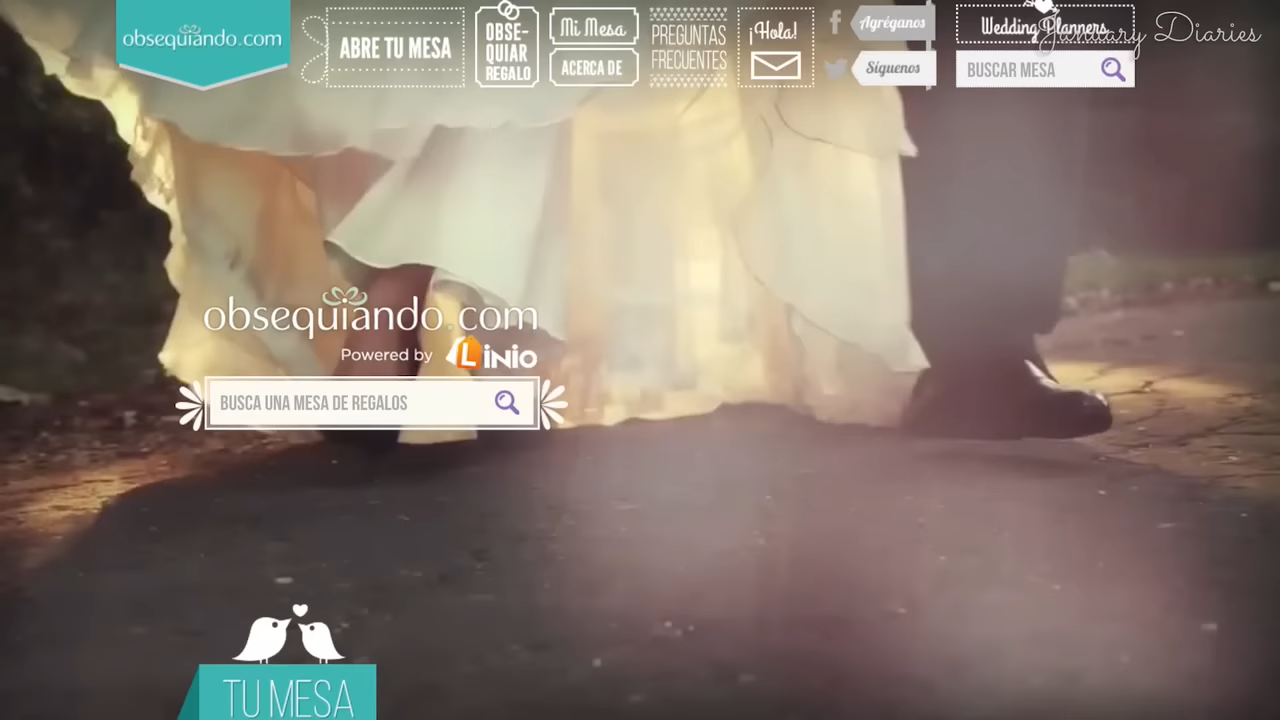 obsequiando.com
ABRE TU MESA
OBSE-
QUIAR
REGALO
Mi Mesa
ACERCA DE
PREGUNTAS
FRECUENTES
¡Hola!
Agréganos
Síguenos
Wedding Planners
January Diaries
BUSCAR MESA
obsequiando.com
Powered by LINIO
BUSCA UNA MESA DE REGALOS
TU MESA